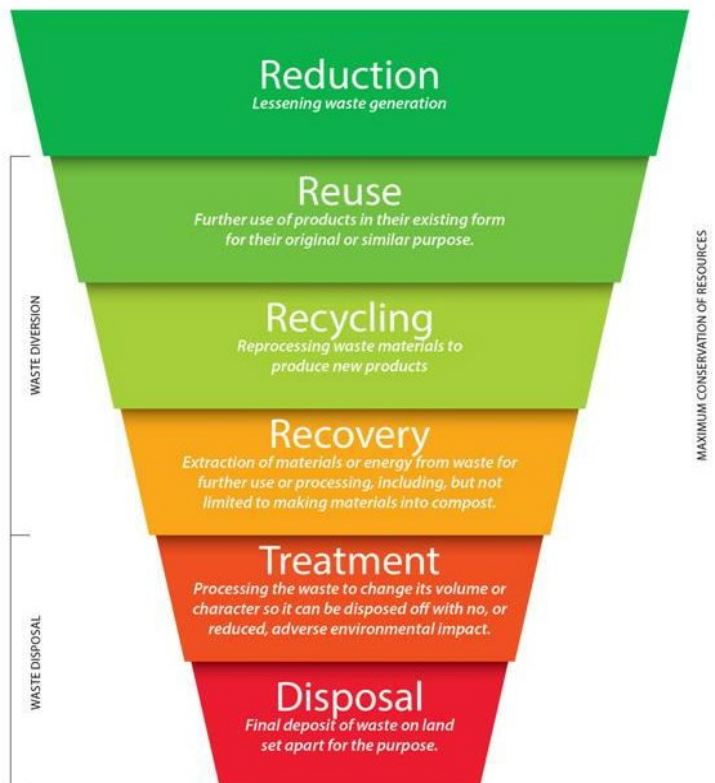 Reduction
Lessening waste generation
Reuse
Further use of products in their existing form
for their original or similar purpose.
Recycling
Reprocessing waste materials to
produce new products
Recovery
Extraction of materials or energy from waste for
further use or processing, including, but not
limited to making materials into compost.
Treatment
Processing the waste to change its volume or
character so it can be disposed off with no, or
reduced, adverse environmental impact.
Disposal
Final deposit of waste on land
set apart for the purpose.
WASTE DIVERSION
WASTE DISPOSAL
MAXIMUM CONSERVATION OF RESOURCES